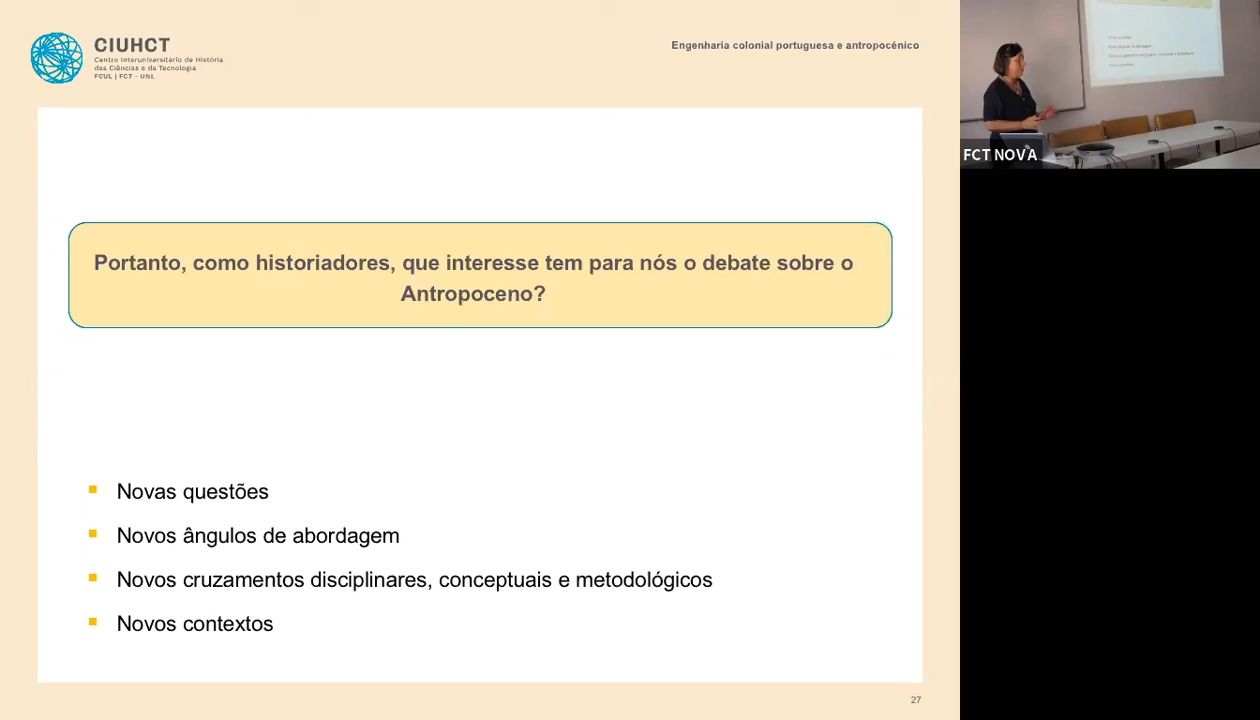 CIUHCT
Centro Interuniversitário de História
das Ciências e da Tecnologia
FCUL | FCT - UNL
Engenharia colonial portuguesa e antropocénico
Portanto, como historiadores, que interesse tem para nós o debate sobre o
Antropoceno?
Novas questões
Novos ângulos de abordagem
Novos cruzamentos disciplinares, conceptuais e metodológicos
Novos contextos
27
FCT NOVA